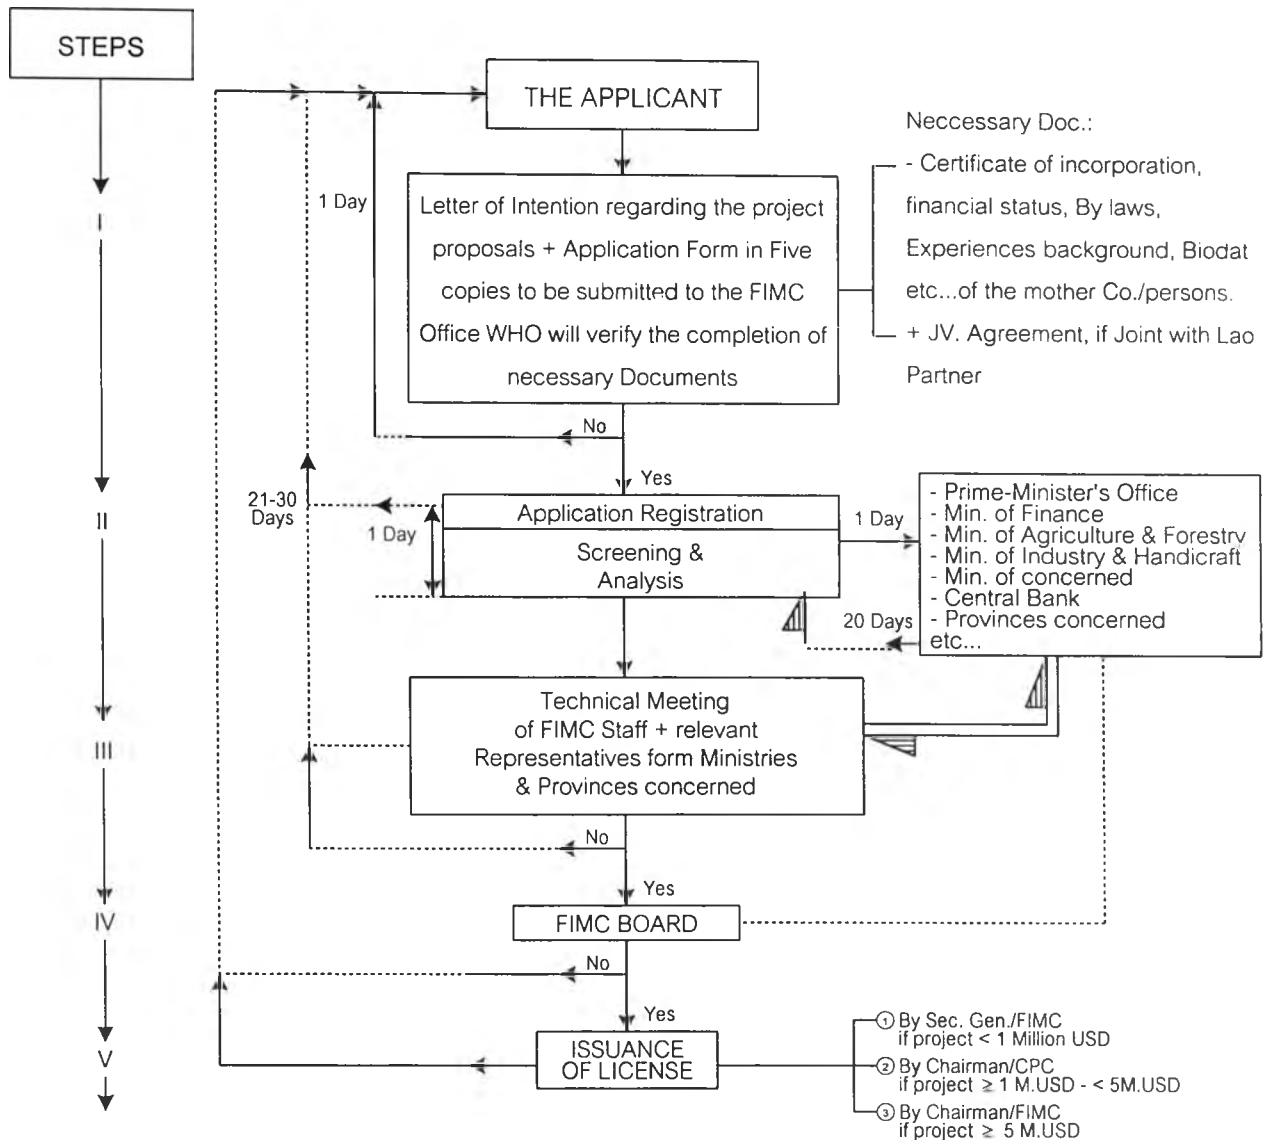 STEPS
THE APPLICANT
Neccessary Doc.:
- Certificate of incorporation,
financial status, By laws,
Experiences background, Biodat
etc...of the mother Co./persons.
+ JV. Agreement, if Joint with Lao
Partner
1 Day
I
Letter of Intention regarding the project
proposals + Application Form in Five
copies to be submitted to the FIMC
Office WHO will verify the completion of
necessary Documents
No
Yes
II
21-30
Days
1 Day
Application Registration
Screening &
Analysis
1 Day
- Prime-Minister's Office
- Min. of Finance
- Min. of Agriculture & Forestry
- Min. of Industry & Handicraft
- Min. of concerned
- Central Bank
- Provinces concerned
etc...
20 Days
III
Technical Meeting
of FIMC Staff + relevant
Representatives form Ministries
& Provinces concerned
No
Yes
IV
FIMC BOARD
No
Yes
V
ISSUANCE
OF LICENSE
1 By Sec. Gen./FIMC
if project < 1 Million USD
2 By Chairman/CPC
if project ≥ 1 M.USD - < 5M.USD
3 By Chairman/FIMC
if project ≥ 5 M.USD